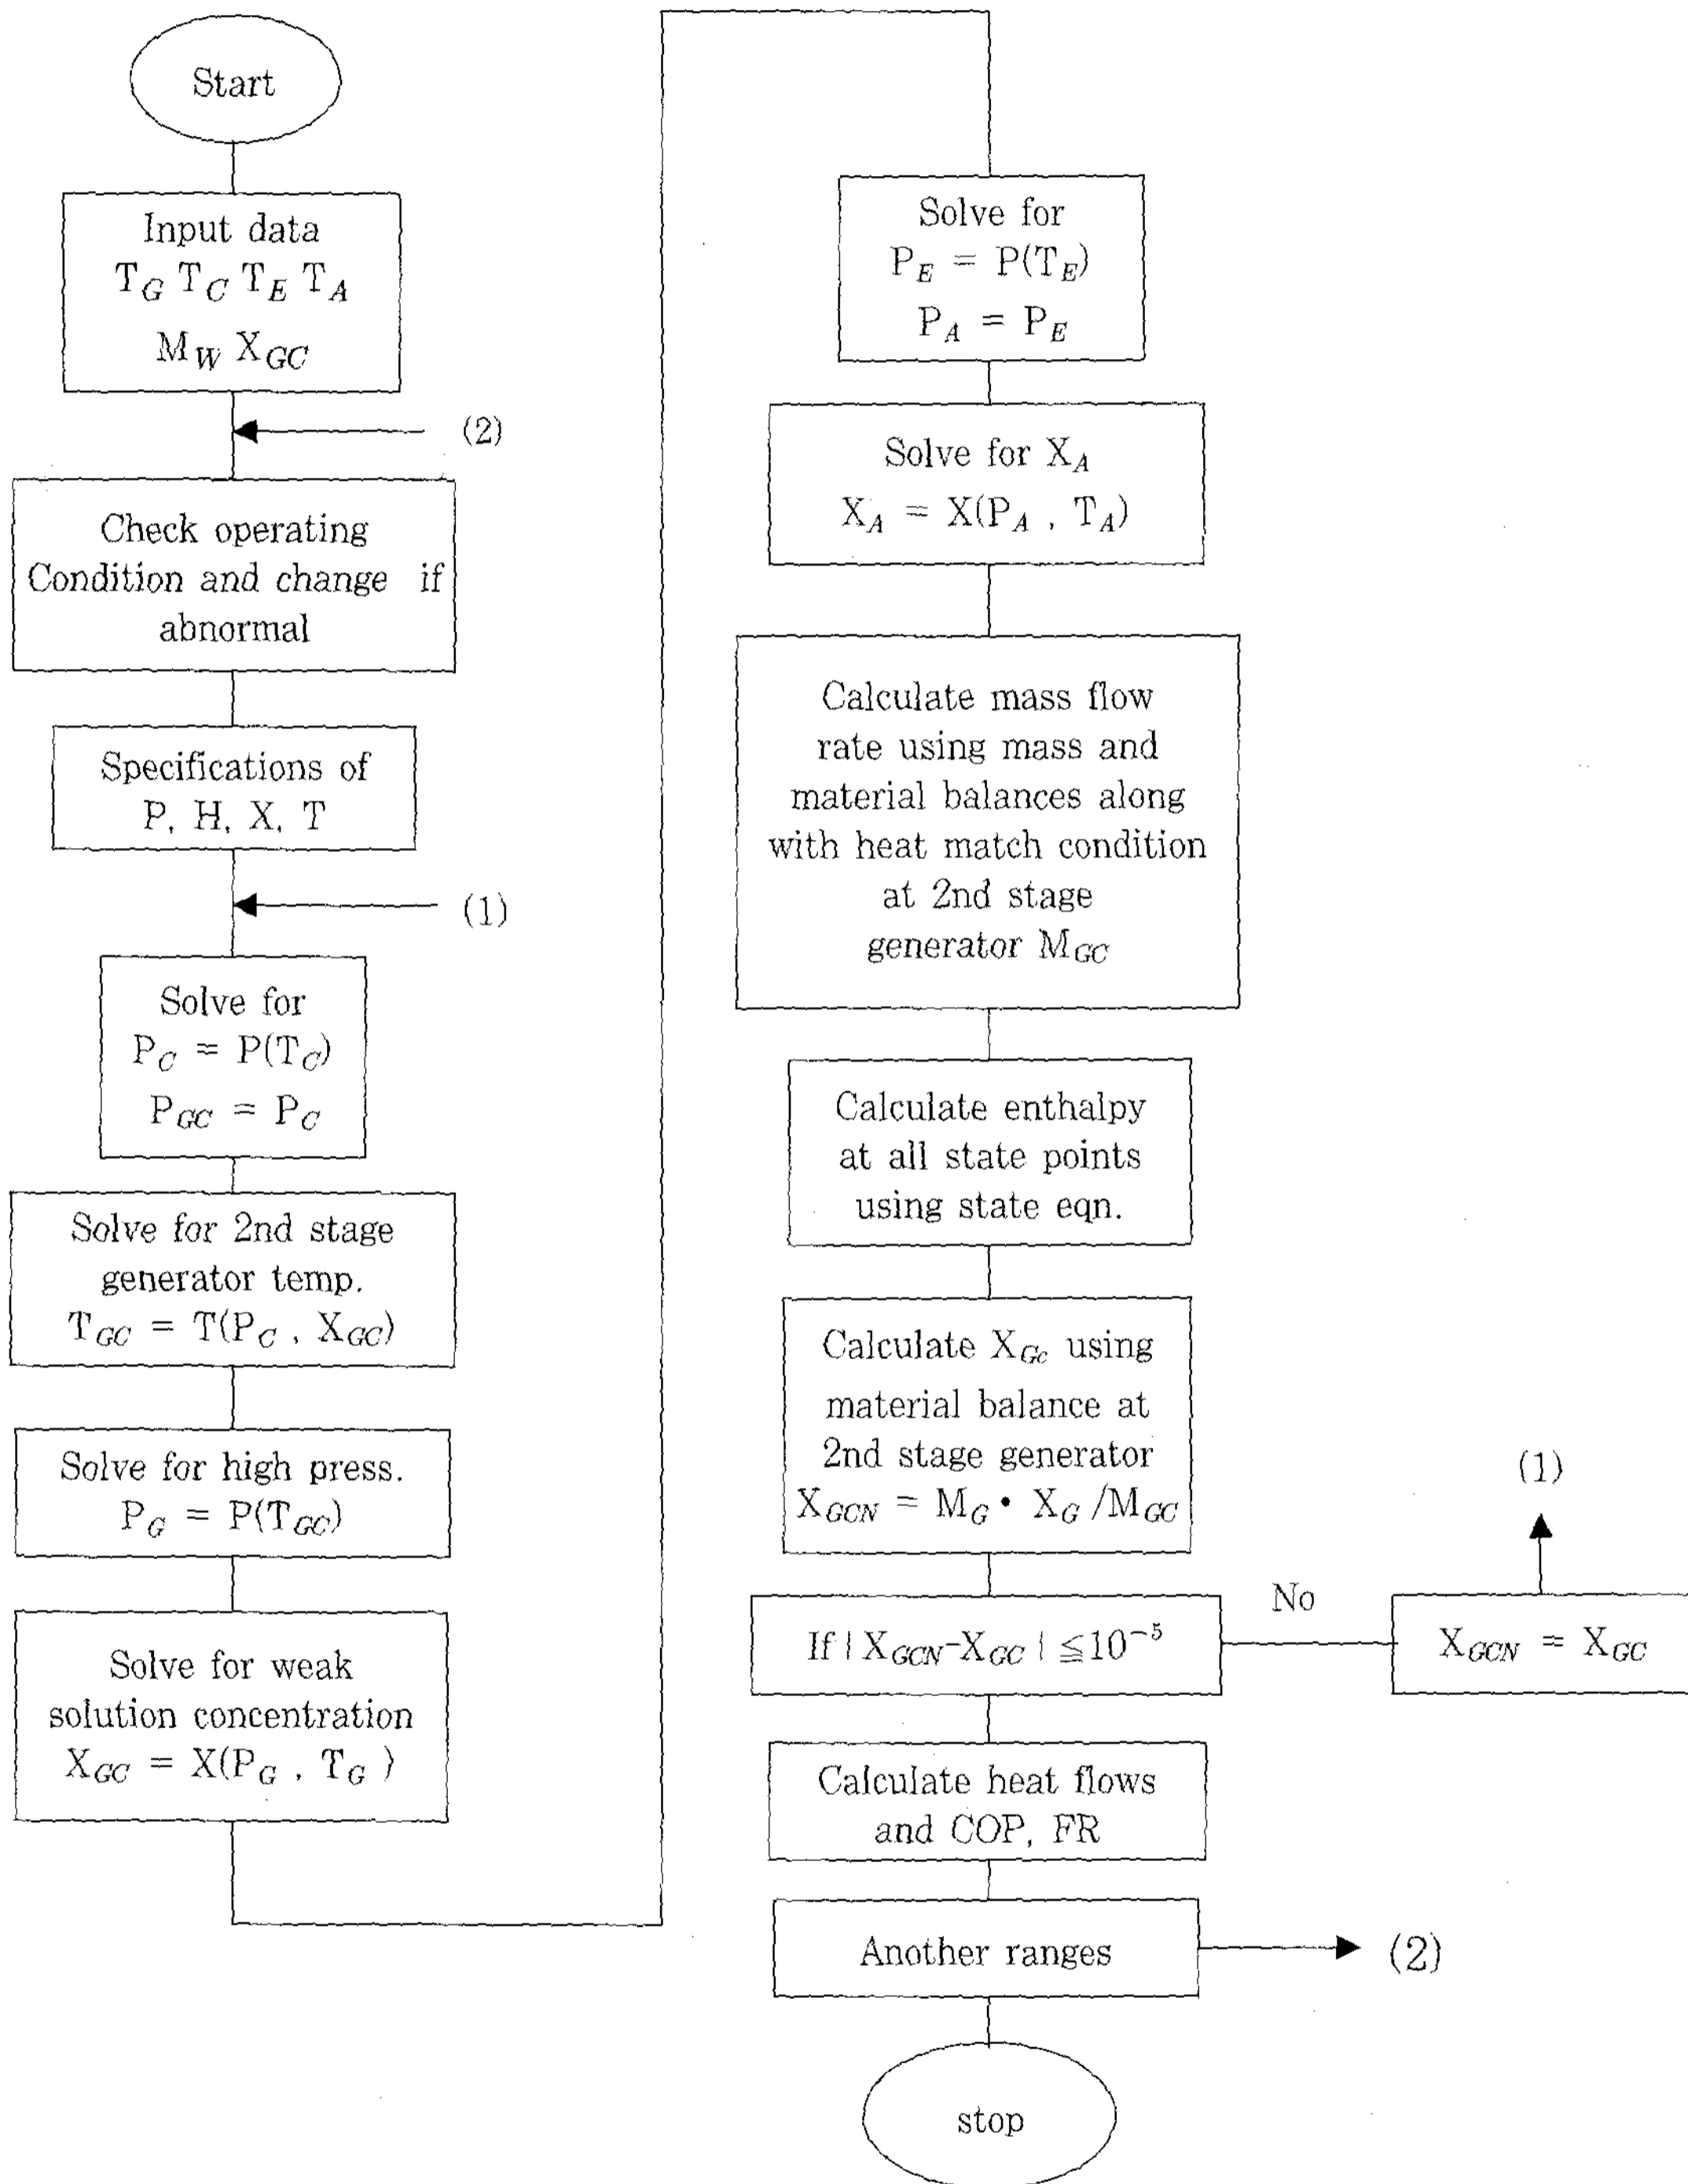 Start
Input data
T_G T_C T_E T_A
M_W X_GC
(2)
Check operating
Condition and change if
abnormal
Specifications of
P, H, X, T
(1)
Solve for
P_C = P(T_C)
P_GC = P_C
Solve for 2nd stage
generator temp.
T_GC = T(P_C , X_GC)
Solve for high press.
P_G = P(T_GC)
Solve for weak
solution concentration
X_GC = X(P_G , T_G )
Solve for
P_E = P(T_E)
P_A = P_E
Solve for X_A
X_A = X(P_A , T_A)
Calculate mass flow
rate using mass and
material balances along
with heat match condition
at 2nd stage
generator M_GC
Calculate enthalpy
at all state points
using state eqn.
Calculate X_Gc using
material balance at
2nd stage generator
X_GCN = M_G • X_G /M_GC
If | X_GCN-X_GC | ≦10^-5
No
X_GCN = X_GC
(1)
Calculate heat flows
and COP, FR
Another ranges
(2)
stop